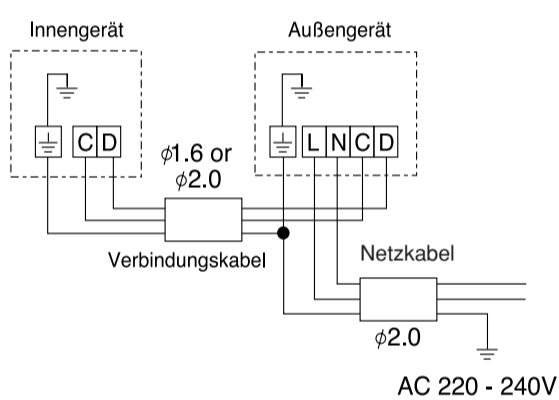 Innengerät
Außengerät
C D
L N C D
ϕ1.6 or
ϕ2.0
Verbindungskabel
Netzkabel
ϕ2.0
AC 220 - 240V